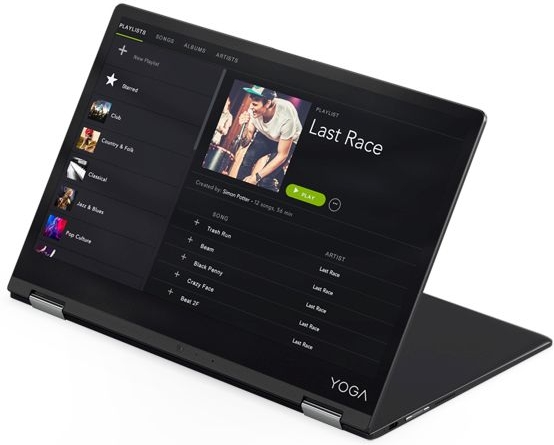 PLAYLISTS SONGS ALBUMS ARTISTS
New Playlist
Starred
Club
Country & Folk
Classical
Jazz & Blues
Pop Culture
PLAYLIST
Last Race
PLAY
Created by: Simon Potter - 12 songs, 56 min
SONG ARTIST
Trash Run Last Race
Beam Last Race
Black Penny Last Race
Crazy Face Last Race
Beat 2F Last Race
YOGA